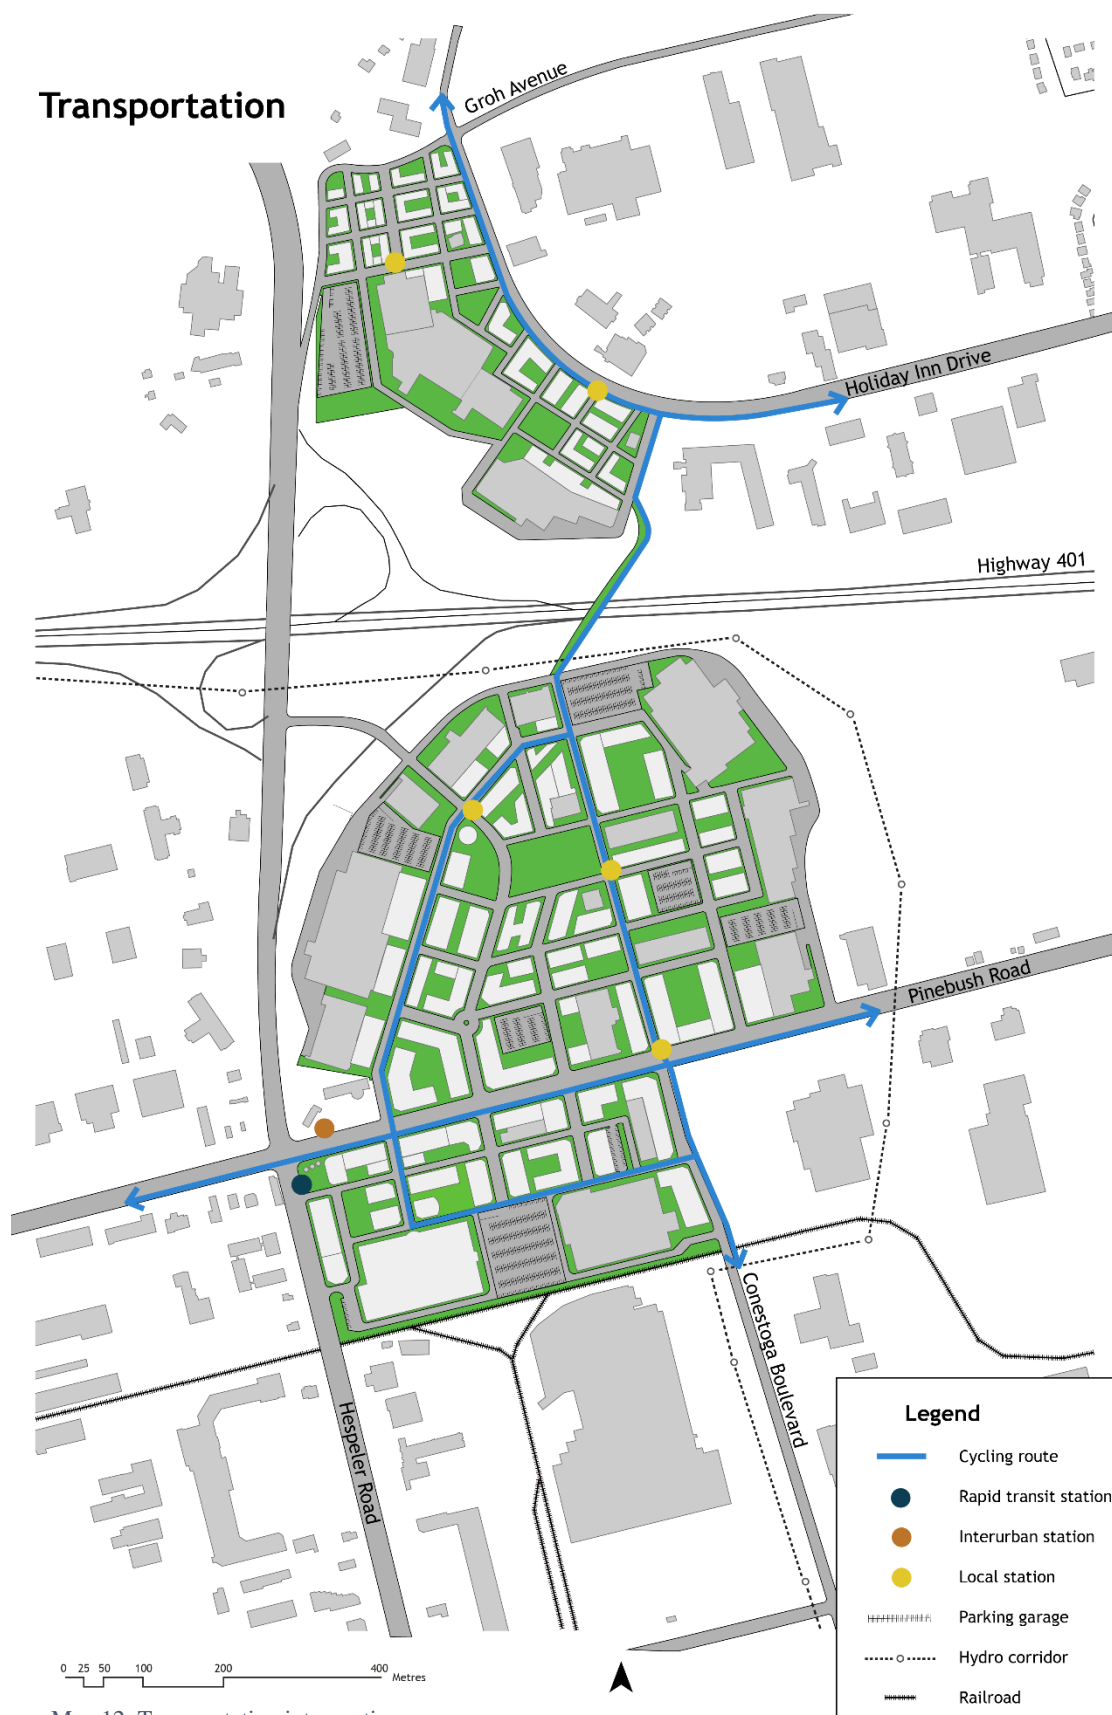 Transportation
Groh Avenue
Holiday Inn Drive
Highway 401
Pinebush Road
Conestoga Boulevard
Hespeler Road
Legend
Cycling route
Rapid transit station
Interurban station
Local station
Parking garage
Hydro corridor
Railroad
0 25 50 100 200 400 Metres